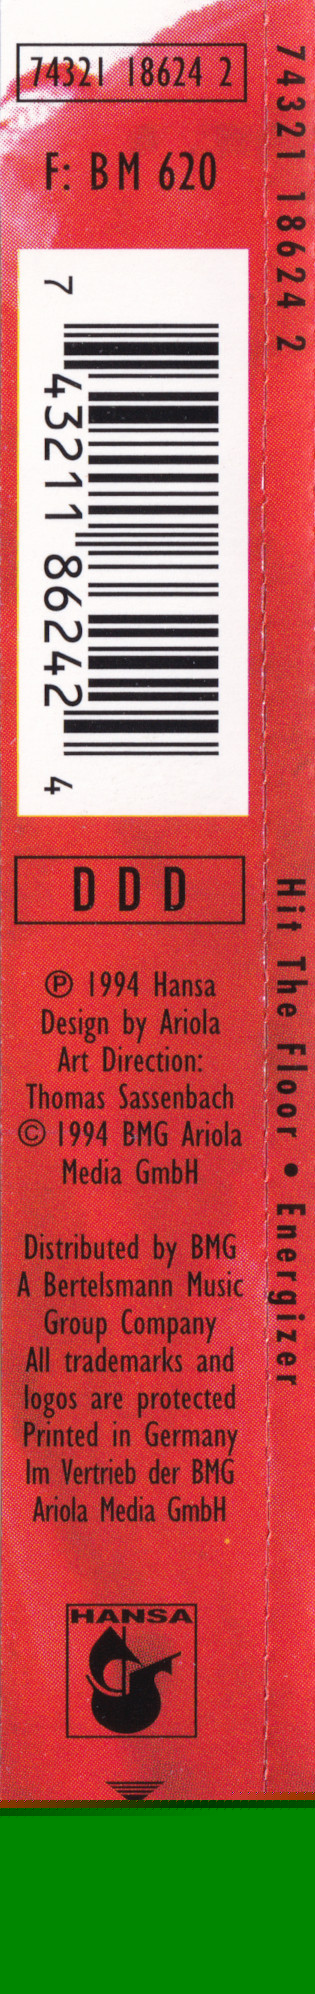 74321 18624 2
F: BM 620
7 43211 86242 4
DDD
℗ 1994 Hansa
Design by Ariola
Art Direction:
Thomas Sassenbach
© 1994 BMG Ariola
Media GmbH
Distributed by BMG
A Bertelsmann Music
Group Company
All trademarks and
logos are protected
Printed in Germany
Im Vertrieb der BMG
Ariola Media GmbH
HANSA
74321 18624 2
Hit The Floor • Energizer